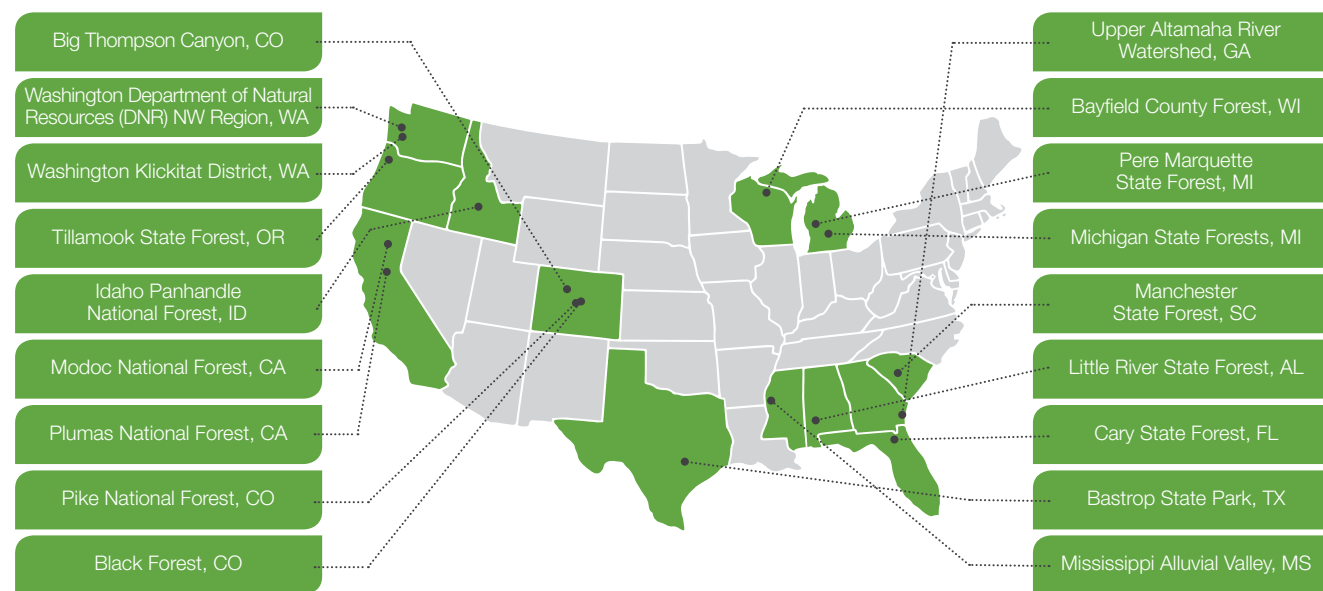 Big Thompson Canyon, CO
Washington Department of Natural
Resources (DNR) NW Region, WA
Washington Klickitat District, WA
Tillamook State Forest, OR
Idaho Panhandle
National Forest, ID
Modoc National Forest, CA
Plumas National Forest, CA
Pike National Forest, CO
Black Forest, CO
Upper Altamaha River
Watershed, GA
Bayfield County Forest, WI
Pere Marquette
State Forest, MI
Michigan State Forests, MI
Manchester
State Forest, SC
Little River State Forest, AL
Cary State Forest, FL
Bastrop State Park, TX
Mississippi Alluvial Valley, MS